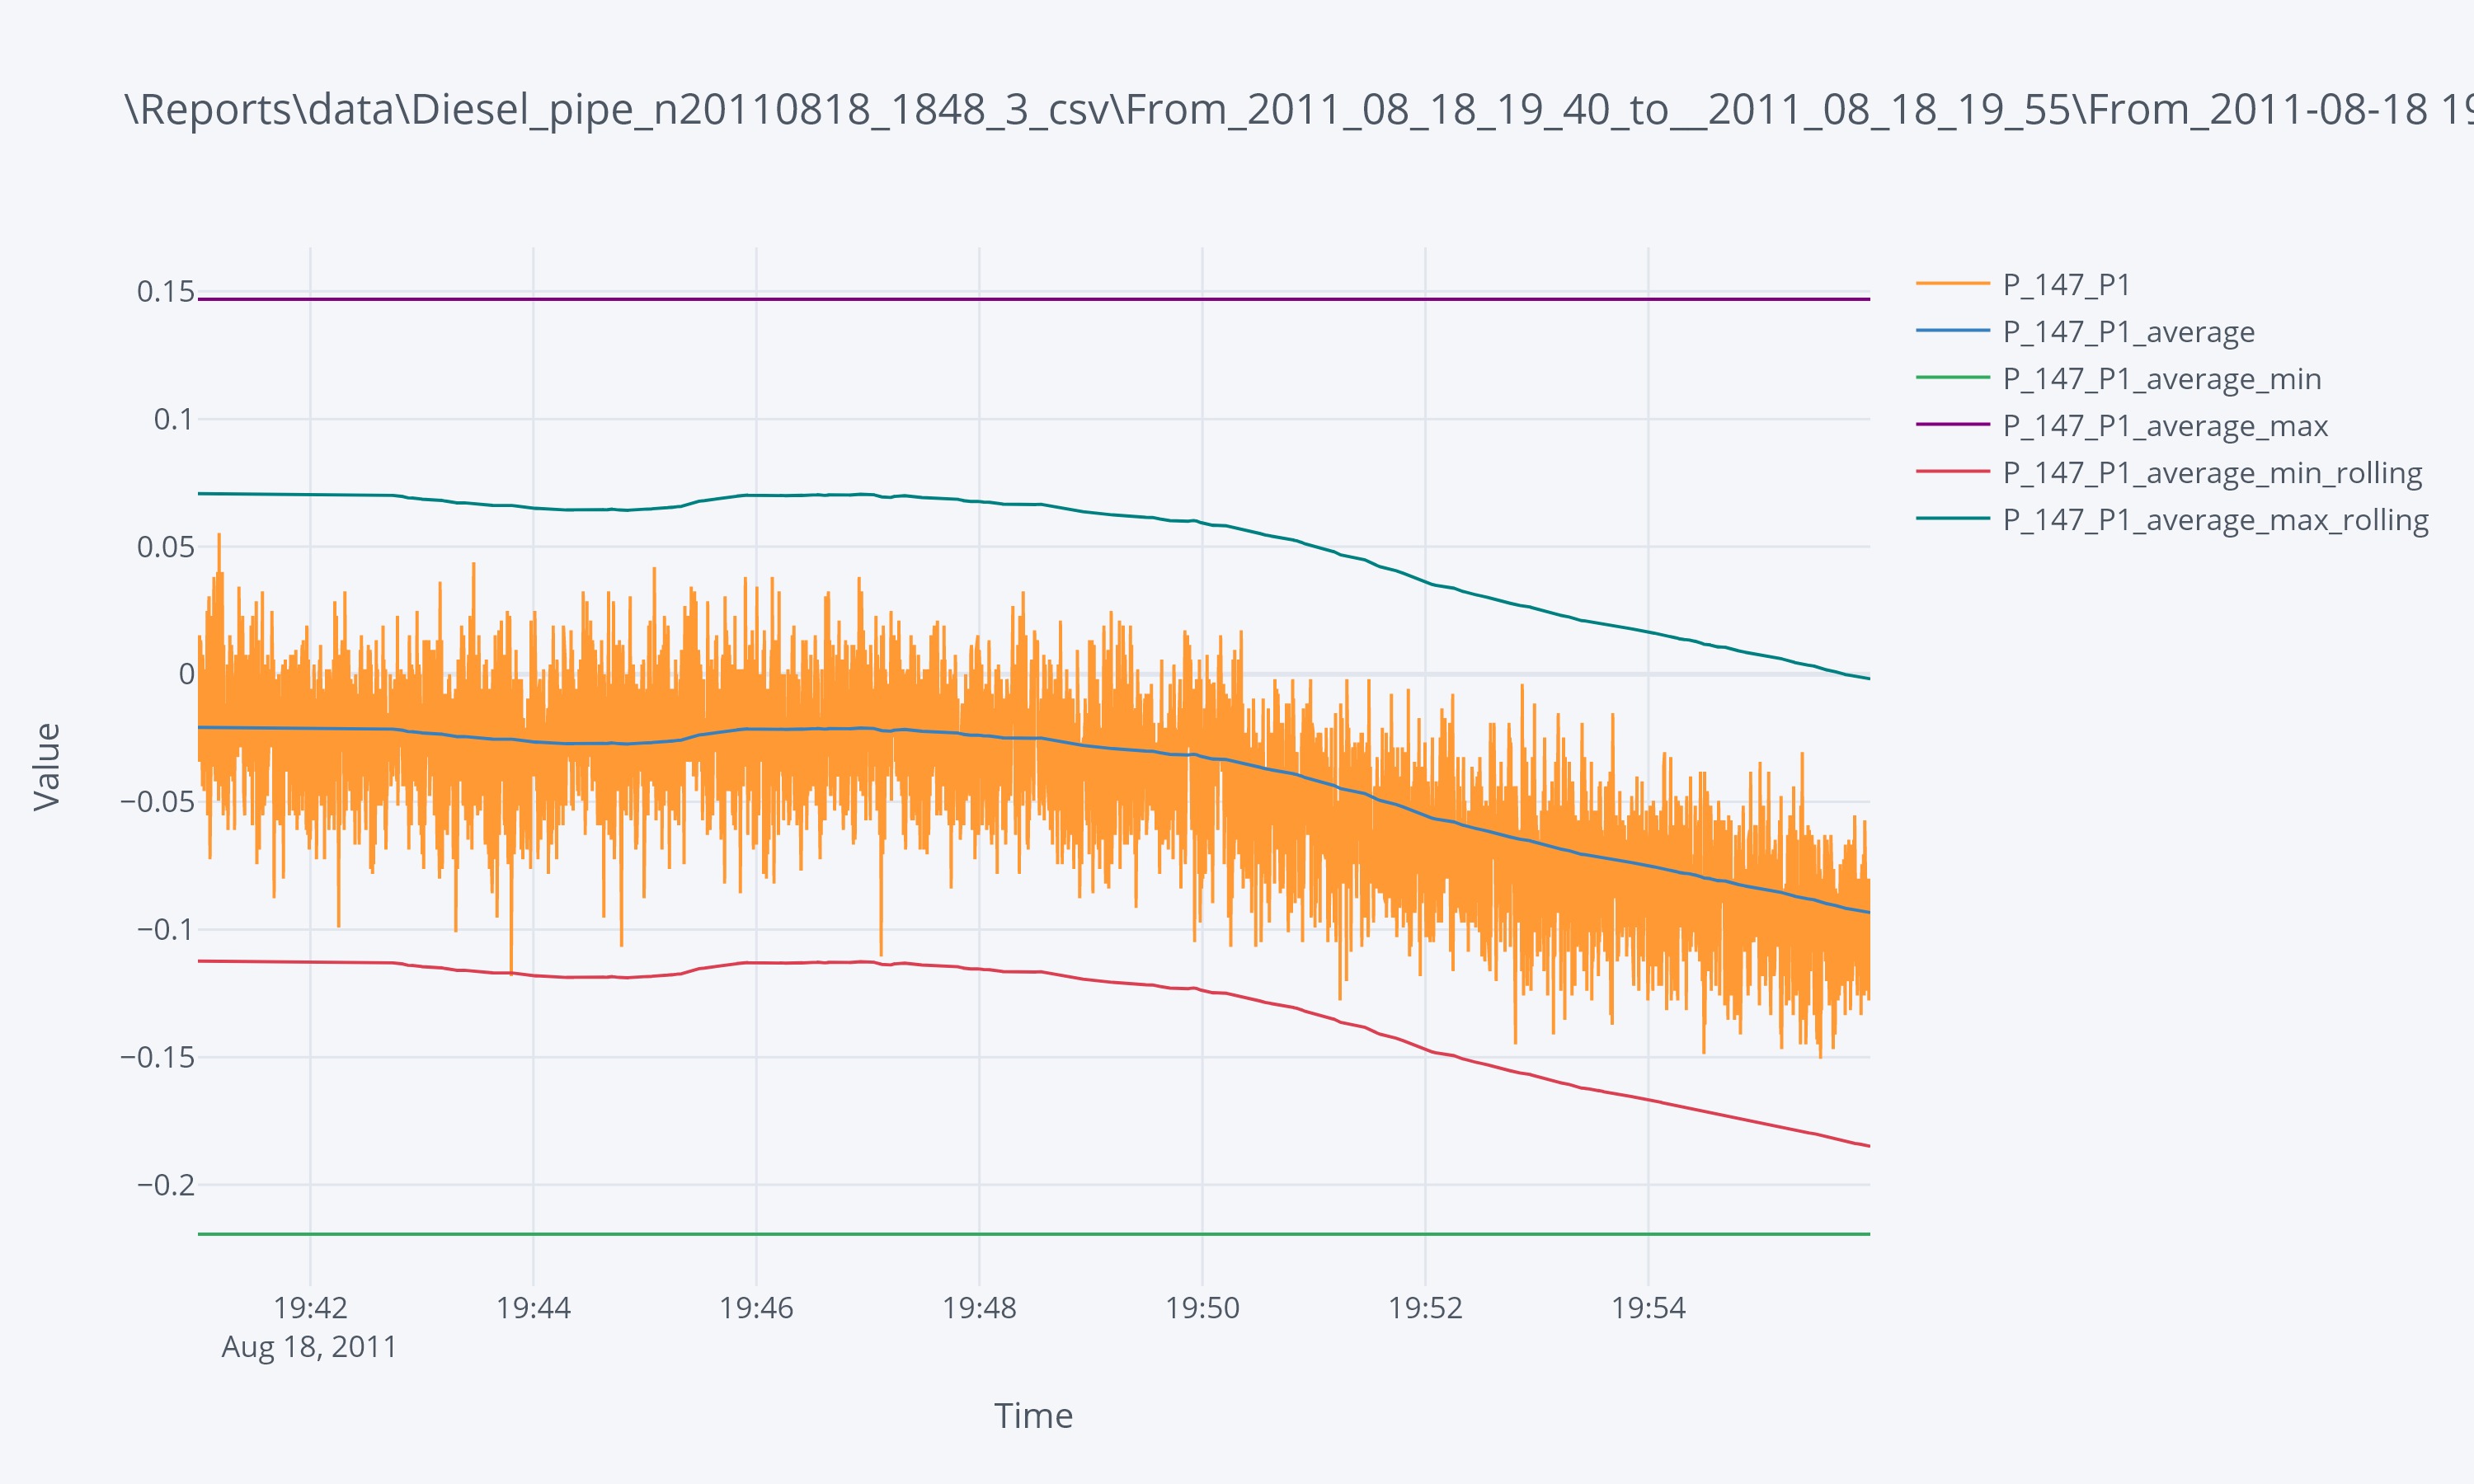 \Reports\data\Diesel_pipe_n20110818_1848_3_csv\From_2011_08_18_19_40_to__2011_08_18_19_55\From_2011-08-18 19
0.15
0.1
0.05
0
−0.05
−0.1
−0.15
−0.2
Value
19:42
Aug 18, 2011
19:44
19:46
19:48
19:50
19:52
19:54
Time
P_147_P1
P_147_P1_average
P_147_P1_average_min
P_147_P1_average_max
P_147_P1_average_min_rolling
P_147_P1_average_max_rolling